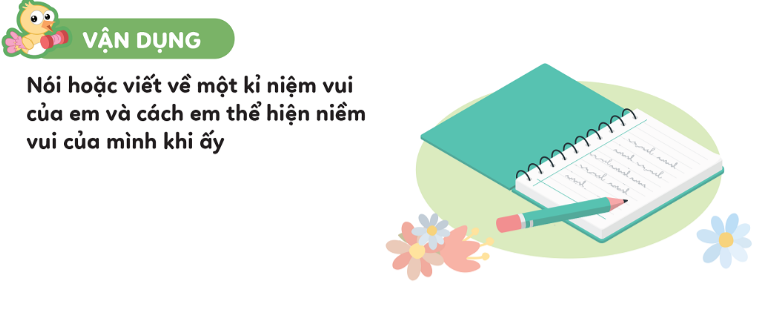 VẬN DỤNG
Nói hoặc viết về một kỉ niệm vui
của em và cách em thể hiện niềm
vui của mình khi ấy